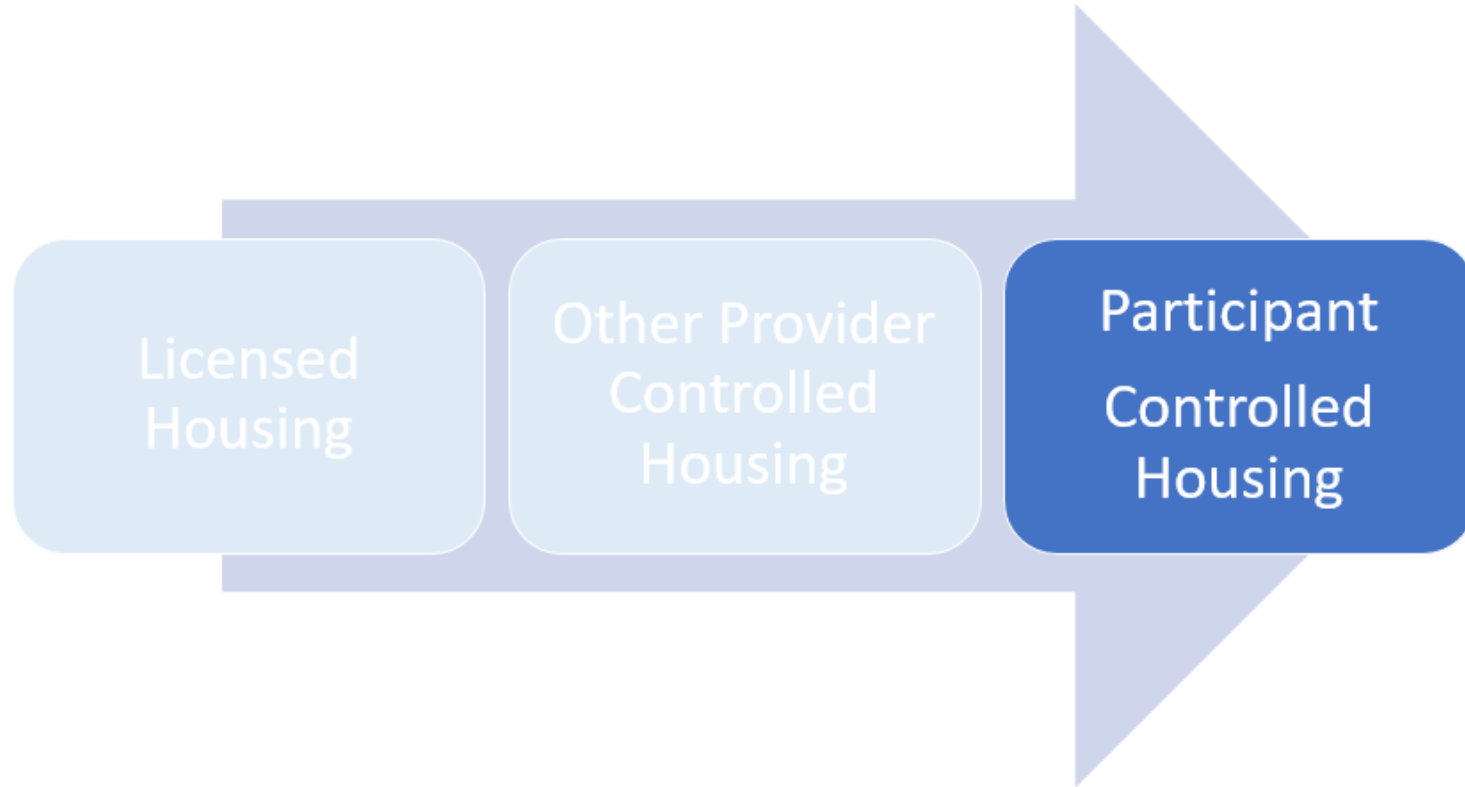 Licensed
Housing
Other Provider
Controlled
Housing
Participant
Controlled
Housing